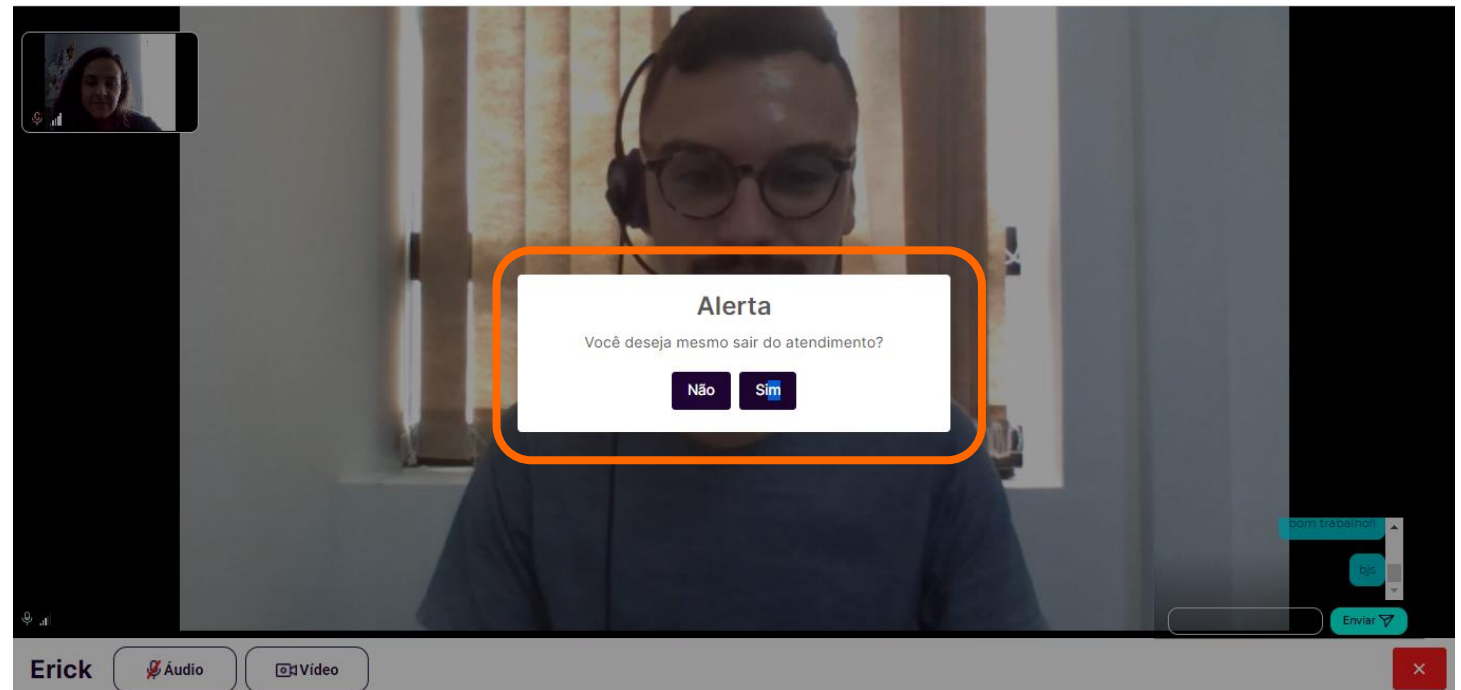 Alerta
Você deseja mesmo sair do atendimento?
Não Sim
bom trabalho!!
bjs
Enviar
Erick Áudio Vídeo